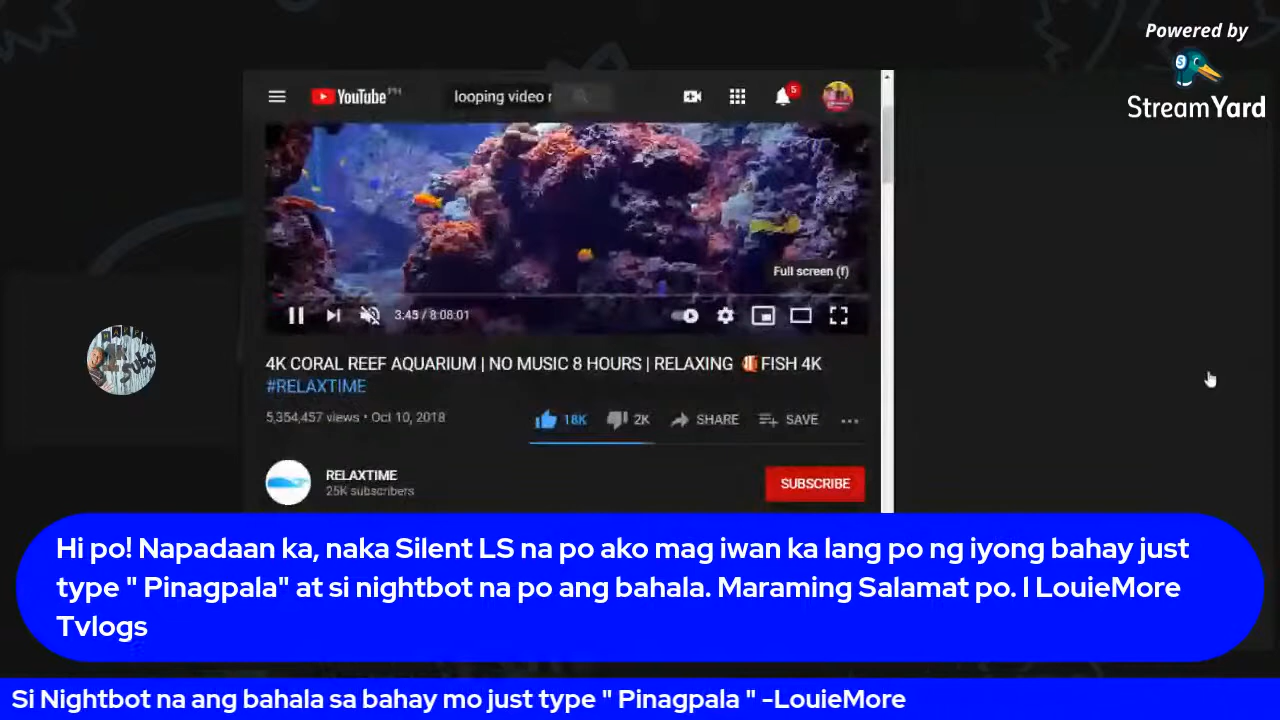 Powered by
StreamYard
YouTube PH
looping video r
5
Full screen (f)
3:45 / 8:08:01
4K CORAL REEF AQUARIUM | NO MUSIC 8 HOURS | RELAXING 🐠FISH 4K
#RELAXTIME
5,354,457 views • Oct 10, 2018
18K 2K SHARE SAVE
RELAXTIME
25K subscribers
SUBSCRIBE
Hi po! Napadaan ka, naka Silent LS na po ako mag iwan ka lang po ng iyong bahay just
type " Pinagpala" at si nightbot na po ang bahala. Maraming Salamat po. I LouieMore
Tvlogs
Si Nightbot na ang bahala sa bahay mo just type " Pinagpala " -LouieMore